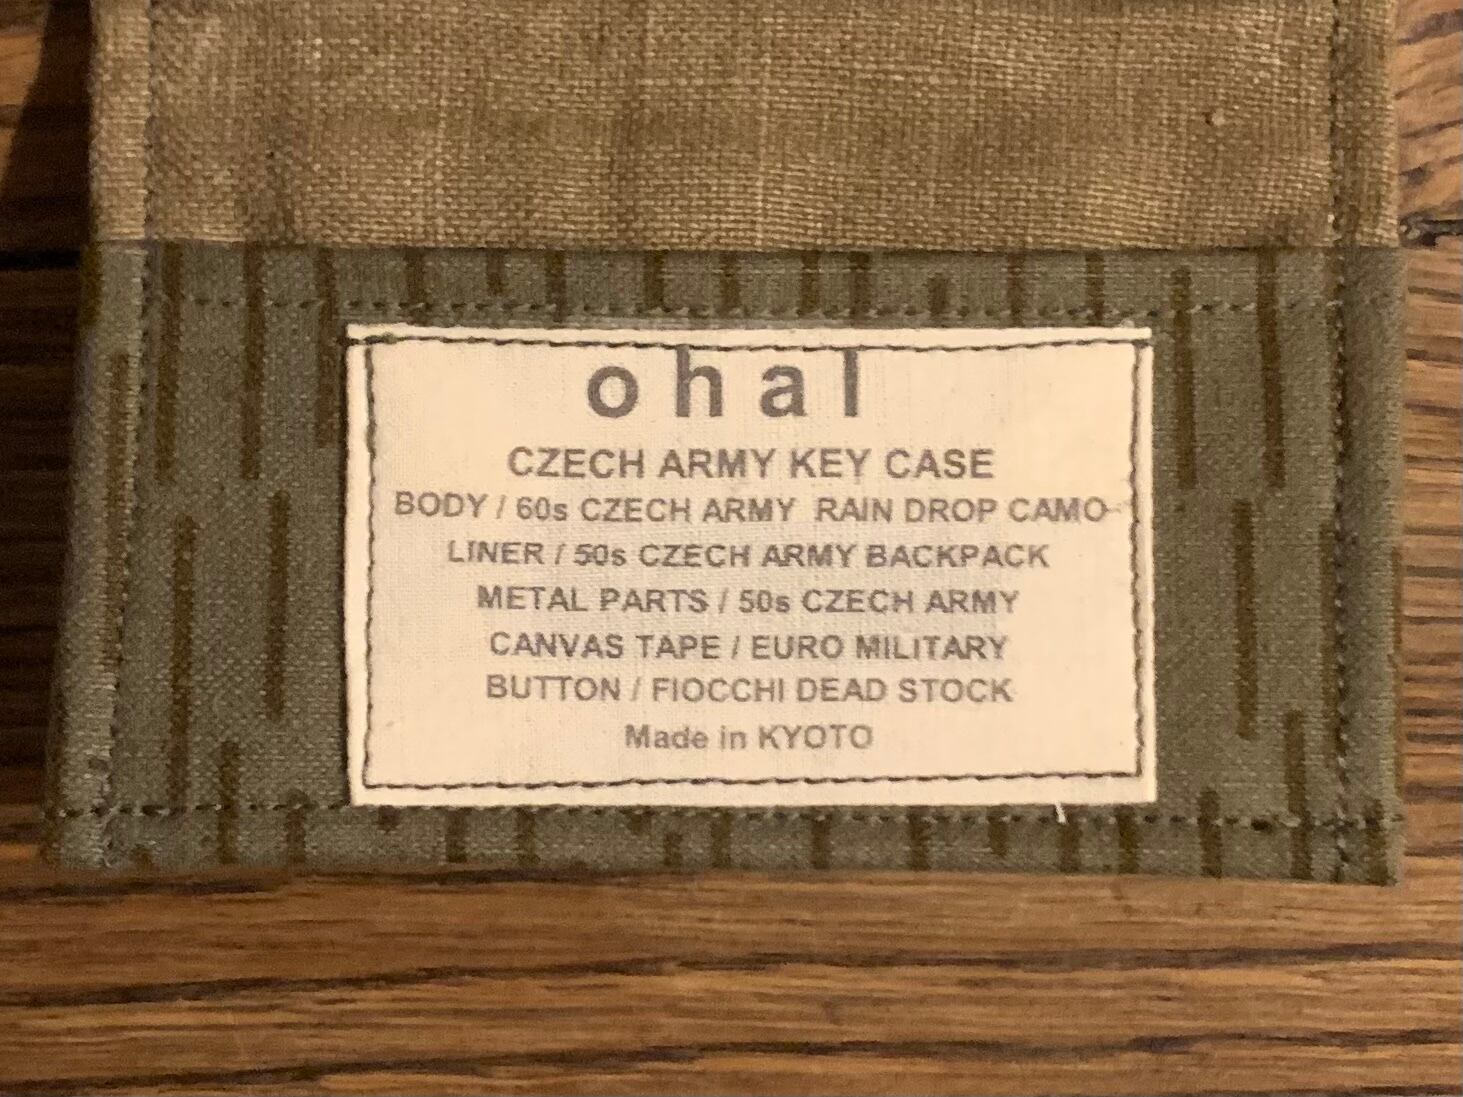 ohal
CZECH ARMY KEY CASE
BODY / 60s CZECH ARMY RAIN DROP CAMO
LINER / 50s CZECH ARMY BACKPACK
METAL PARTS / 50s CZECH ARMY
CANVAS TAPE / EURO MILITARY
BUTTON / FIOCCHI DEAD STOCK
Made in KYOTO